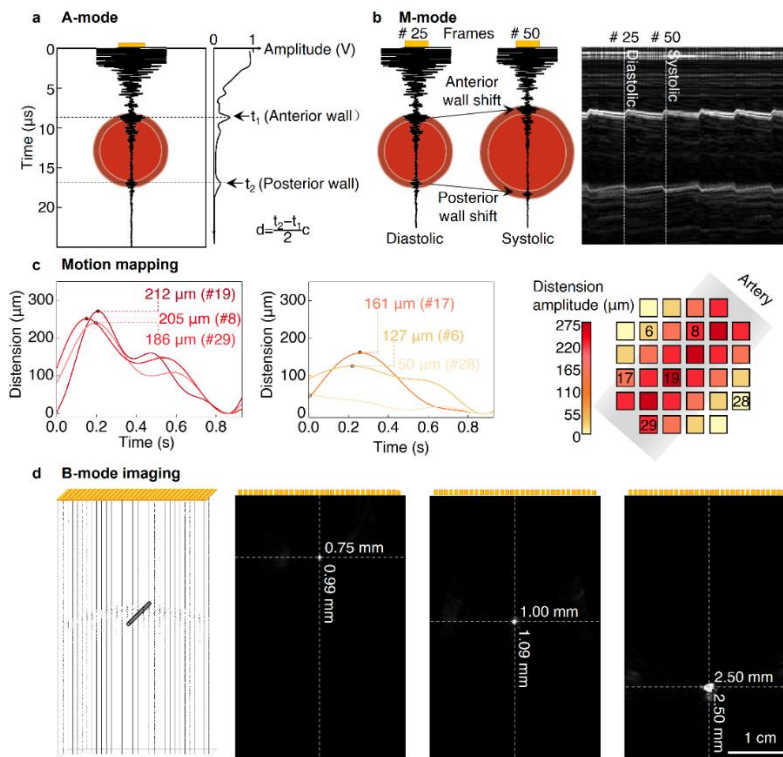 a A-mode
0
5
10
15
20
Time (µs)
0 1
Amplitude (V)
t1 (Anterior wall)
t2 (Posterior wall)
d=t2−t1/2 c
b M-mode
# 25 Frames # 50
Anterior
wall shift
Posterior
wall shift
Diastolic Systolic
# 25 # 50
Diastolic
Systolic
c Motion mapping
Distension (µm)
300
200
100
0
0 0.2 0.4 0.6 0.8
Time (s)
212 µm (#19)
205 µm (#8)
186 µm (#29)
Distension (µm)
300
200
100
0
0 0.2 0.4 0.6 0.8
Time (s)
161 µm (#17)
127 µm (#6)
50 µm (#28)
Distension
amplitude (µm)
275
220
165
110
55
0
Artery
6 8
17 19
28
29
d B-mode imaging
0.75 mm
0.99 mm
1.00 mm
1.09 mm
2.50 mm
2.50 mm
1 cm